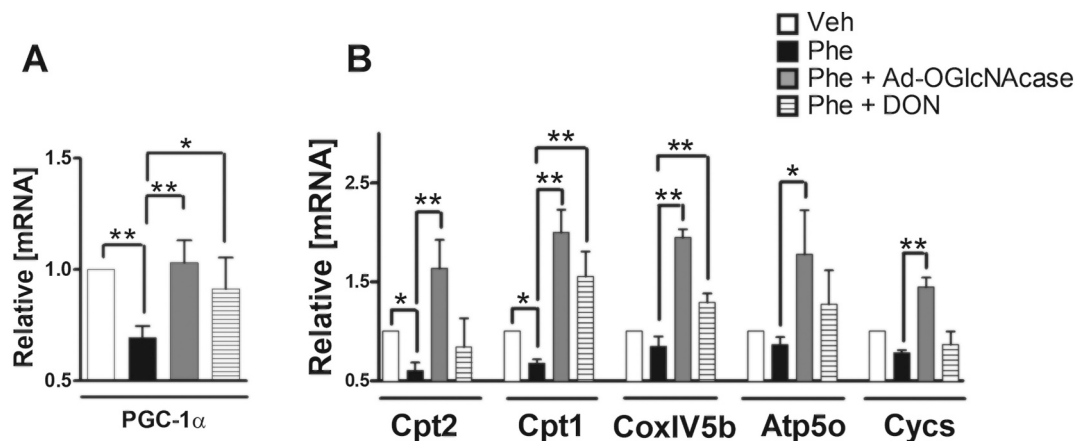 A
B
Veh
Phe
Phe + Ad-OGlcNAcase
Phe + DON
Relative [mRNA]
1.5
1.0
0.5
**
**
*
PGC-1α
Relative [mRNA]
2.5
1.5
0.5
*
**
*
**
**
**
**
*
**
Cpt2
Cpt1
CoxIV5b
Atp5o
Cycs